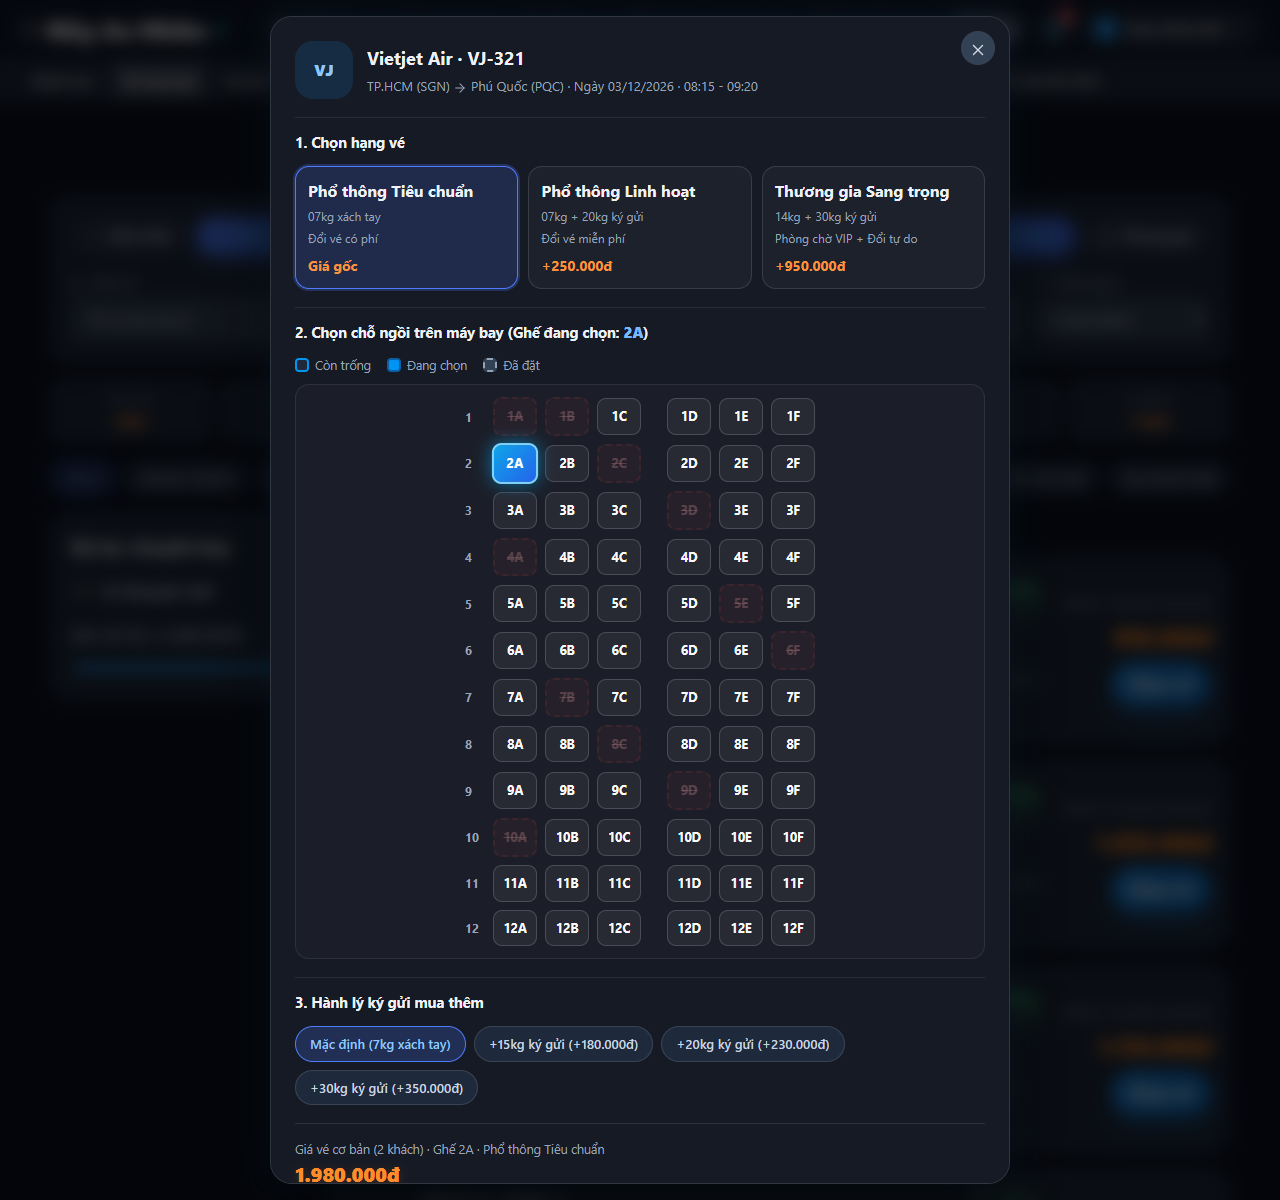 VJ
Vietjet Air · VJ-321
TP.HCM (SGN) → Phú Quốc (PQC) · Ngày 03/12/2026 · 08:15 - 09:20
1. Chọn hạng vé
Phổ thông Tiêu chuẩn
07kg xách tay
Đổi vé có phí
Giá gốc
Phổ thông Linh hoạt
07kg + 20kg ký gửi
Đổi vé miễn phí
+250.000đ
Thương gia Sang trọng
14kg + 30kg ký gửi
Phòng chờ VIP + Đổi tự do
+950.000đ
2. Chọn chỗ ngồi trên máy bay (Ghế đang chọn: 2A)
Còn trống Đang chọn Đã đặt
1 1A 1B 1C 1D 1E 1F
2 2A 2B 2C 2D 2E 2F
3 3A 3B 3C 3D 3E 3F
4 4A 4B 4C 4D 4E 4F
5 5A 5B 5C 5D 5E 5F
6 6A 6B 6C 6D 6E 6F
7 7A 7B 7C 7D 7E 7F
8 8A 8B 8C 8D 8E 8F
9 9A 9B 9C 9D 9E 9F
10 10A 10B 10C 10D 10E 10F
11 11A 11B 11C 11D 11E 11F
12 12A 12B 12C 12D 12E 12F
3. Hành lý ký gửi mua thêm
Mặc định (7kg xách tay) +15kg ký gửi (+180.000đ) +20kg ký gửi (+230.000đ)
+30kg ký gửi (+350.000đ)
Giá vé cơ bản (2 khách) · Ghế 2A · Phổ thông Tiêu chuẩn
1.980.000đ